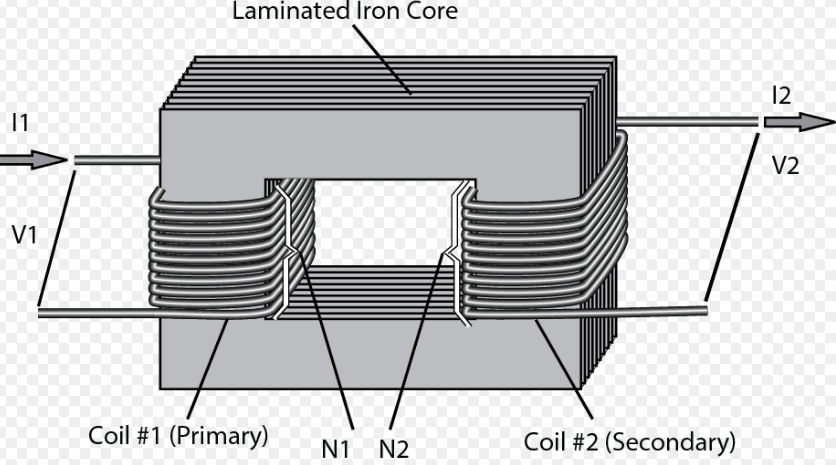 Laminated Iron Core
I1
I2
V2
V1
Coil #1 (Primary)
N1
N2
Coil #2 (Secondary)